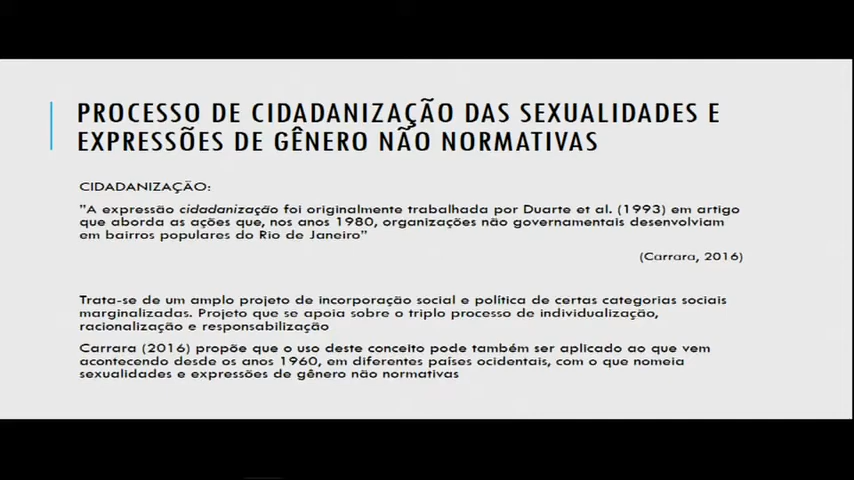 PROCESSO DE CIDADANIZAÇÃO DAS SEXUALIDADES E
EXPRESSÕES DE GÊNERO NÃO NORMATIVAS
CIDADANIZAÇÃO:
"A expressão cidadanização foi originalmente trabalhada por Duarte et al. (1993) em artigo
que aborda as ações que, nos anos 1980, organizações não governamentais desenvolviam
em bairros populares do Rio de Janeiro"
(Carrara, 2016)
Trata-se de um amplo projeto de incorporação social e política de certas categorias sociais
marginalizadas. Projeto que se apoia sobre o triplo processo de individualização,
racionalização e responsabilização
Carrara (2016) propõe que o uso deste conceito pode também ser aplicado ao que vem
acontecendo desde os anos 1960, em diferentes países ocidentais, com o que nomeia
sexualidades e expressões de gênero não normativas